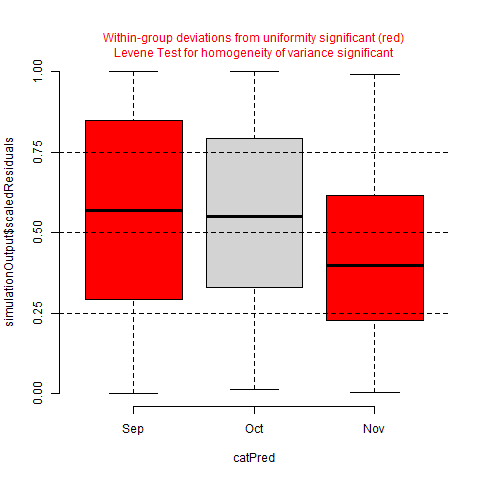 Within-group deviations from uniformity significant (red)
Levene Test for homogeneity of variance significant
simulationOutput$scaledResiduals
1.00
0.75
0.50
0.25
0.00
Sep Oct Nov
catPred